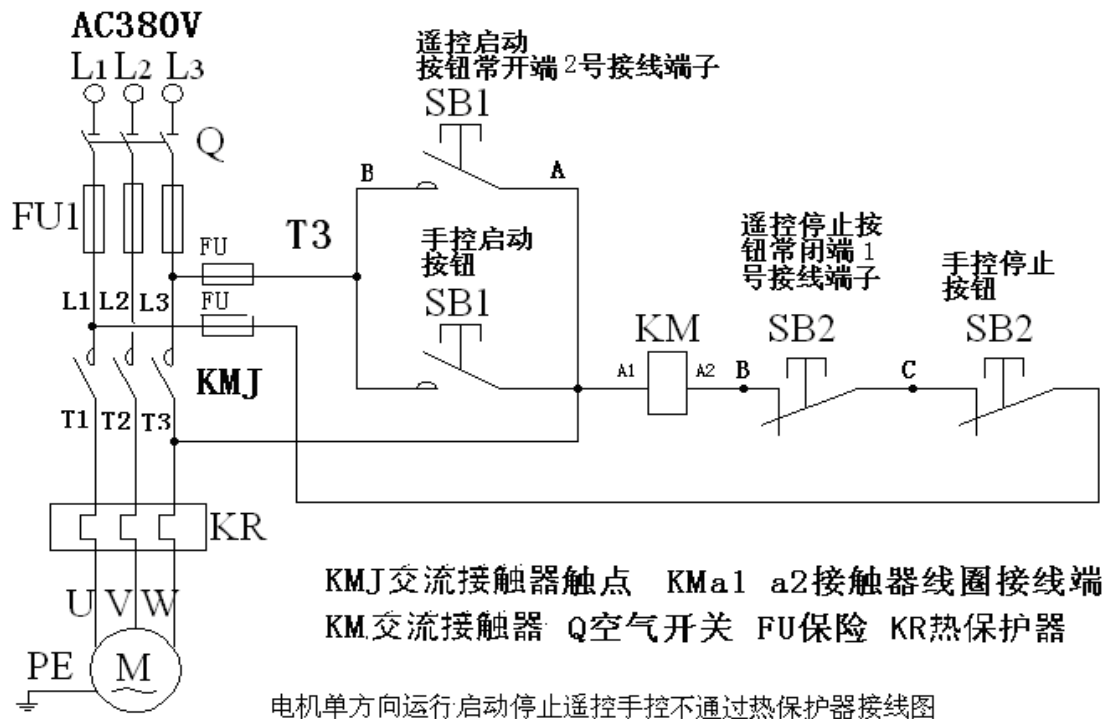 AC380V
L1 L2 L3
Q
FU1
FU
T3
FU
L1 L2 L3
KMJ
T1 T2 T3
KR
U V W
PE
M
遥控启动
按钮常开端2号接线端子
SB1
B
A
手控启动
按钮
SB1
KM
A1
A2
B
遥控停止按
钮常闭端1
号接线端子
SB2
C
手控停止
按钮
SB2
KMJ交流接触器触点 KMa1 a2接触器线圈接线端
KM交流接触器 Q空气开关 FU保险 KR热保护器
电机单方向运行启动停止遥控手控不通过热保护器接线图